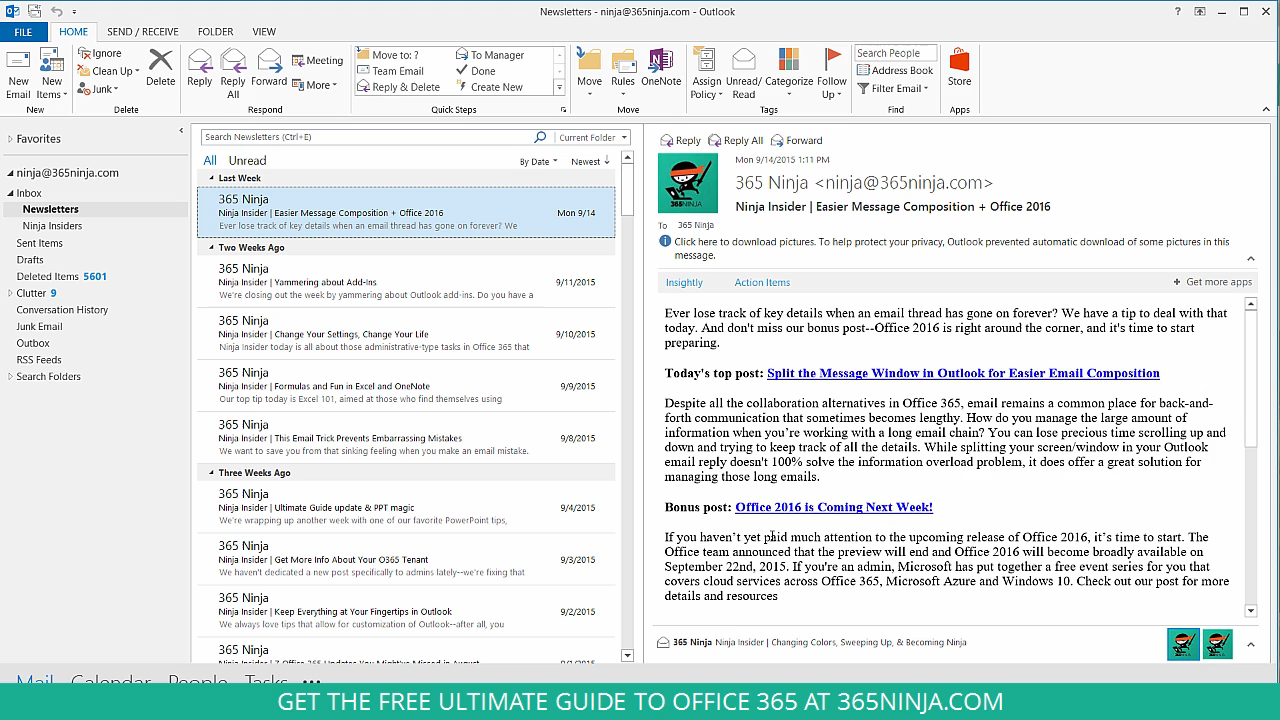 Newsletters - ninja@365ninja.com - Outlook
FILE HOME SEND / RECEIVE FOLDER VIEW
New Email
New Items
New
Ignore
Clean Up
Junk
Delete
Delete
Reply
Reply All
Forward
Meeting
More
Respond
Move to: ?
Team Email
Reply & Delete
To Manager
Done
Create New
Quick Steps
Move
Rules
OneNote
Move
Assign Policy
Unread/ Read
Categorize
Follow Up
Tags
Search People
Address Book
Filter Email
Find
Store
Apps
Favorites
ninja@365ninja.com
Inbox
Newsletters
Ninja Insiders
Sent Items
Drafts
Deleted Items 5601
Clutter 9
Conversation History
Junk Email
Outbox
RSS Feeds
Search Folders
Search Newsletters (Ctrl+E)
Current Folder
All Unread
By Date Newest
Last Week
365 Ninja
Ninja Insider | Easier Message Composition + Office 2016 Mon 9/14
Ever lose track of key details when an email thread has gone on forever? We
Two Weeks Ago
365 Ninja
Ninja Insider | Yammering about Add-Ins 9/11/2015
We're closing out the week by yammering about Outlook add-ins. Do you have a
365 Ninja
Ninja Insider | Change Your Settings, Change Your Life 9/10/2015
Ninja Insider today is all about those administrative-type tasks in Office 365 that
365 Ninja
Ninja Insider | Formulas and Fun in Excel and OneNote 9/9/2015
Our top tip today is Excel 101, aimed at those who find themselves using
365 Ninja
Ninja Insider | This Email Trick Prevents Embarrassing Mistakes 9/8/2015
We want to save you from that sinking feeling when you make an email mistake.
Three Weeks Ago
365 Ninja
Ninja Insider | Ultimate Guide update & PPT magic 9/4/2015
We're wrapping up another week with one of our favorite PowerPoint tips,
365 Ninja
Ninja Insider | Get More Info About Your O365 Tenant 9/3/2015
We haven't dedicated a new post specifically to admins lately--we're fixing that
365 Ninja
Ninja Insider | Keep Everything at Your Fingertips in Outlook 9/2/2015
We always love tips that allow for customization of Outlook--after all, you
365 Ninja
Ninja Insider | 7 Office 365 Updates You Might've Missed in August 9/1/2015
Reply Reply All Forward
365NINJA
Mon 9/14/2015 1:11 PM
365 Ninja <ninja@365ninja.com>
Ninja Insider | Easier Message Composition + Office 2016
To 365 Ninja
Click here to download pictures. To help protect your privacy, Outlook prevented automatic download of some pictures in this
message.
Insightly Action Items + Get more apps
Ever lose track of key details when an email thread has gone on forever? We have a tip to deal with that
today. And don't miss our bonus post--Office 2016 is right around the corner, and it's time to start
preparing.
Today's top post: Split the Message Window in Outlook for Easier Email Composition
Despite all the collaboration alternatives in Office 365, email remains a common place for back-and-
forth communication that sometimes becomes lengthy. How do you manage the large amount of
information when you're working with a long email chain? You can lose precious time scrolling up and
down and trying to keep track of all the details. While splitting your screen/window in your Outlook
email reply doesn't 100% solve the information overload problem, it does offer a great solution for
managing those long emails.
Bonus post: Office 2016 is Coming Next Week!
If you haven't yet paid much attention to the upcoming release of Office 2016, it's time to start. The
Office team announced that the preview will end and Office 2016 will become broadly available on
September 22nd, 2015. If you're an admin, Microsoft has put together a free event series for you that
covers cloud services across Office 365, Microsoft Azure and Windows 10. Check out our post for more
details and resources
365 Ninja Ninja Insider | Changing Colors, Sweeping Up, & Becoming Ninja
Mail Calendar People Tasks
GET THE FREE ULTIMATE GUIDE TO OFFICE 365 AT 365NINJA.COM